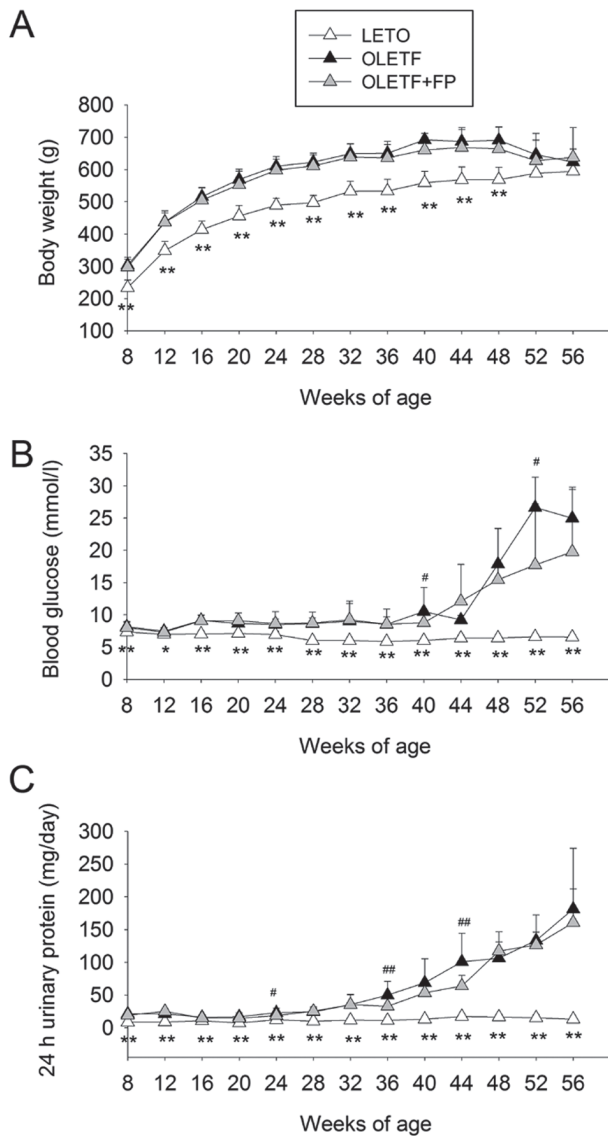 A
LETO
OLETF
OLETF+FP
Body weight (g)
800
700
600
500
400
300
200
100
** ** ** ** ** ** ** ** ** ** **
8 12 16 20 24 28 32 36 40 44 48 52 56
Weeks of age
B
Blood glucose (mmol/l)
35
30
25
20
15
10
5
0
# #
** * ** ** ** ** ** ** ** ** ** ** **
8 12 16 20 24 28 32 36 40 44 48 52 56
Weeks of age
C
24 h urinary protein (mg/day)
300
250
200
150
100
50
0
# ## ##
** ** ** ** ** ** ** ** ** ** ** ** **
8 12 16 20 24 28 32 36 40 44 48 52 56
Weeks of age